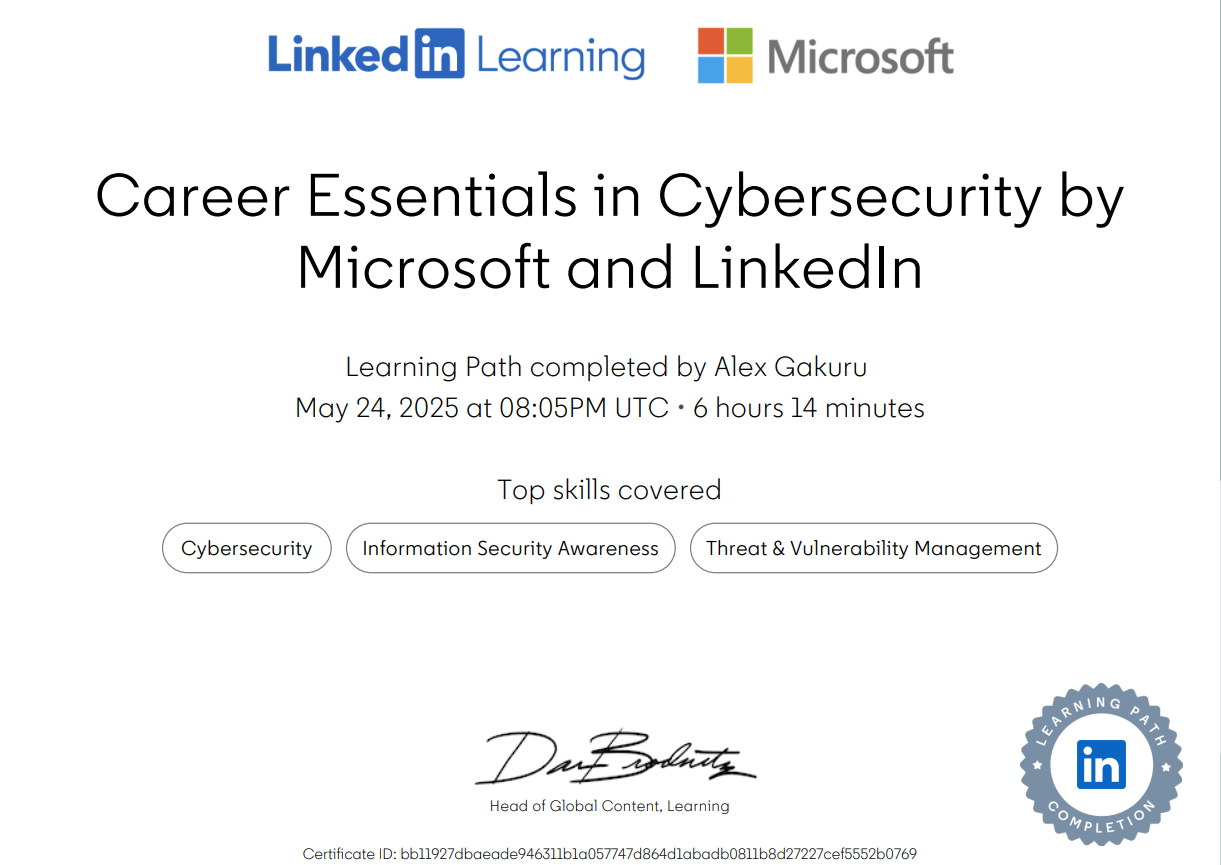 LinkedIn Learning Microsoft
Career Essentials in Cybersecurity by
Microsoft and LinkedIn
Learning Path completed by Alex Gakuru
May 24, 2025 at 08:05PM UTC • 6 hours 14 minutes
Top skills covered
Cybersecurity Information Security Awareness Threat & Vulnerability Management
Dan Brodnitz
Head of Global Content, Learning
LEARNING PATH
in
COMPLETION
Certificate ID: bb11927dbaeade946311b1a057747d864d1abadb0811b8d27227cef5552b0769